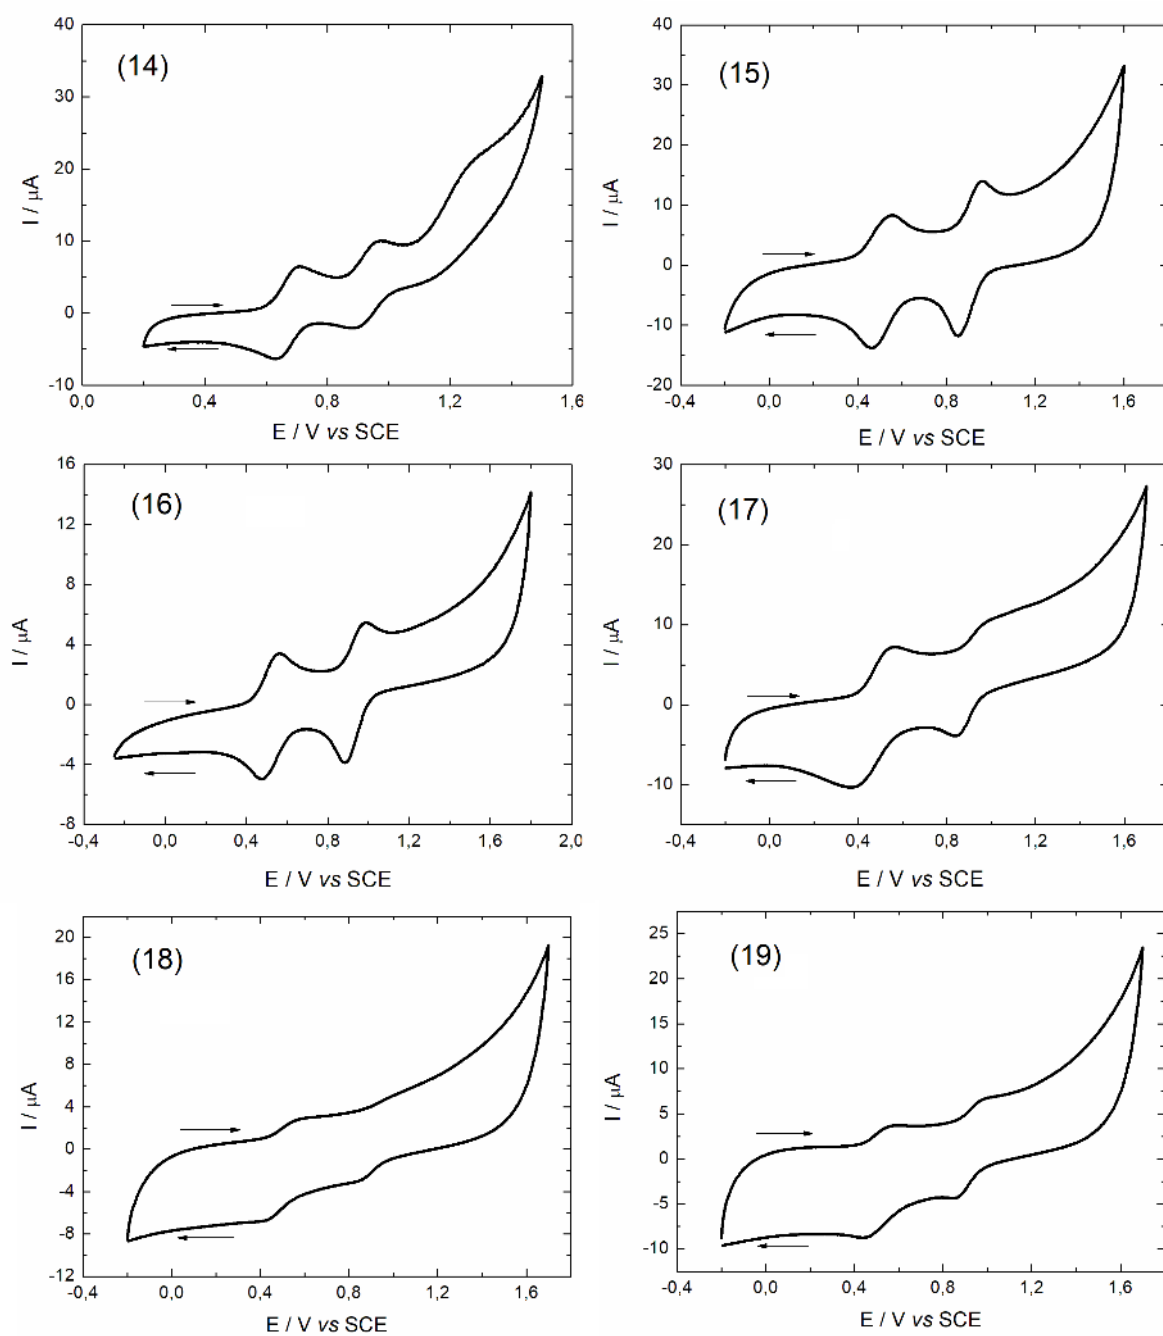 (14)
40
30
20
10
0
-10
0,0 0,4 0,8 1,2 1,6
I / μA
E / V vs SCE
(15)
40
30
20
10
0
-10
-20
-0,4 0,0 0,4 0,8 1,2 1,6
I / μA
E / V vs SCE
(16)
16
12
8
4
0
-4
-8
-0,4 0,0 0,4 0,8 1,2 1,6 2,0
I / μA
E / V vs SCE
(17)
30
20
10
0
-10
-0,4 0,0 0,4 0,8 1,2 1,6
I / μA
E / V vs SCE
(18)
20
16
12
8
4
0
-4
-8
-12
-0,4 0,0 0,4 0,8 1,2 1,6
I / μA
E / V vs SCE
(19)
25
20
15
10
5
0
-5
-10
-0,4 0,0 0,4 0,8 1,2 1,6
I / μA
E / V vs SCE